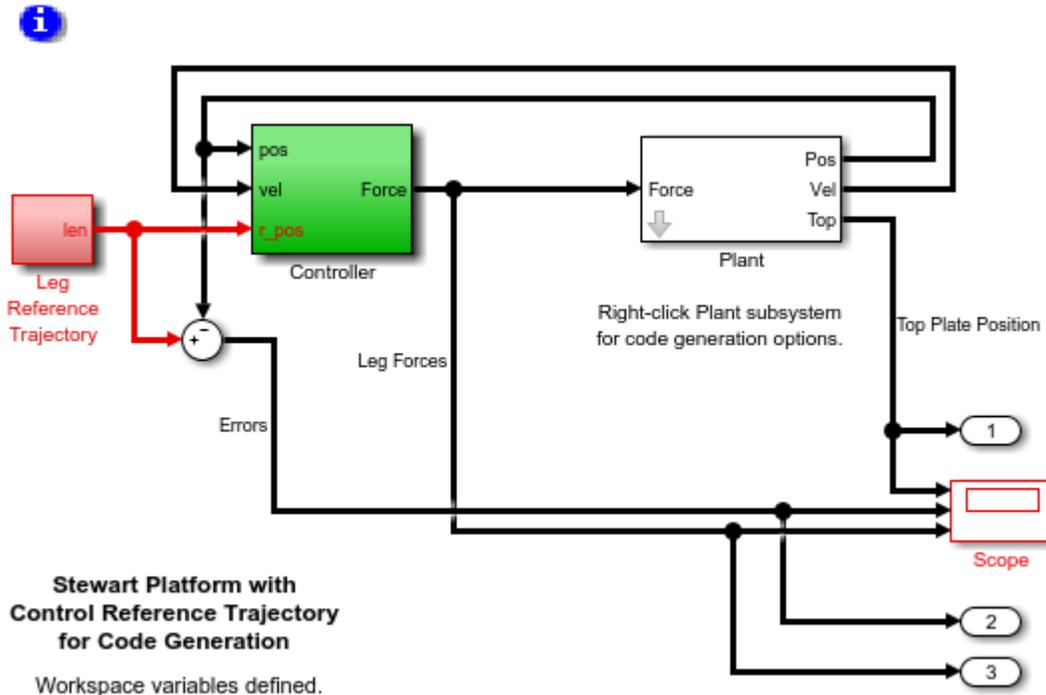 i
pos
vel
r_pos
Force
Controller
len
Leg
Reference
Trajectory
Force
Pos
Vel
Top
Plant
Right-click Plant subsystem
for code generation options.
Top Plate Position
Leg Forces
Errors
+
−
1
Scope
2
3
Stewart Platform with
Control Reference Trajectory
for Code Generation
Workspace variables defined.